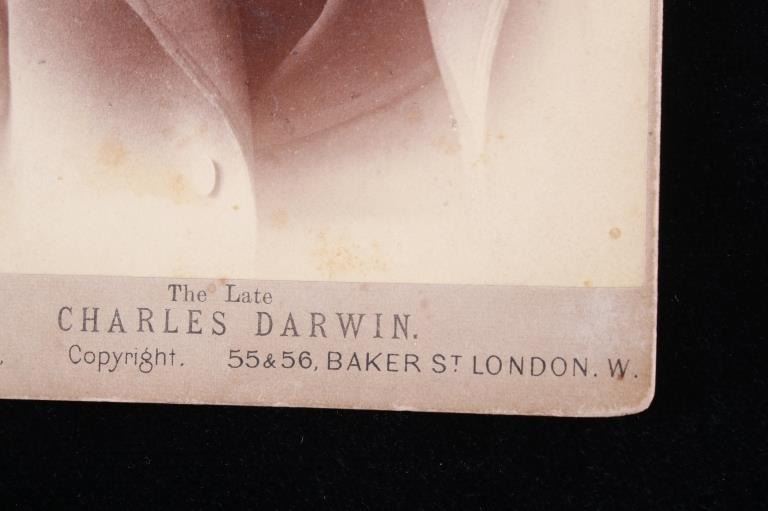 The Late
CHARLES DARWIN.
, Copyright. 55 & 56, BAKER ST LONDON. W.